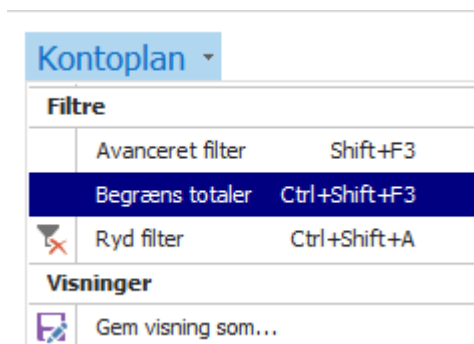 Kontoplan
Filtre
Avanceret filter Shift+F3
Begræns totaler Ctrl+Shift+F3
Ryd filter Ctrl+Shift+A
Visninger
Gem visning som...